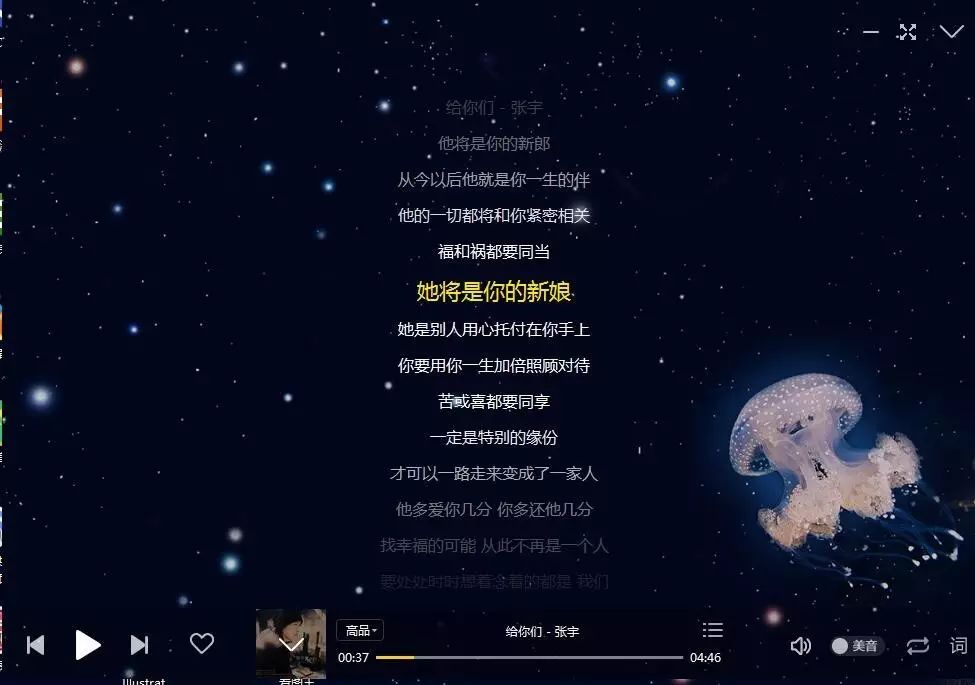 给你们 - 张宇
他将是你的新郎
从今以后他就是你一生的伴
他的一切都将和你紧密相关
福和祸都要同当
她将是你的新娘
她是别人用心托付在你手上
你要用你一生加倍照顾对待
苦或喜都要同享
一定是特别的缘份
才可以一路走来变成了一家人
他多爱你几分 你多还他几分
找幸福的可能 从此不再是一个人
要处处时时想着念着的都是 我们
高品
给你们 - 张宇
00:37
04:46
美音
词
Illustrat